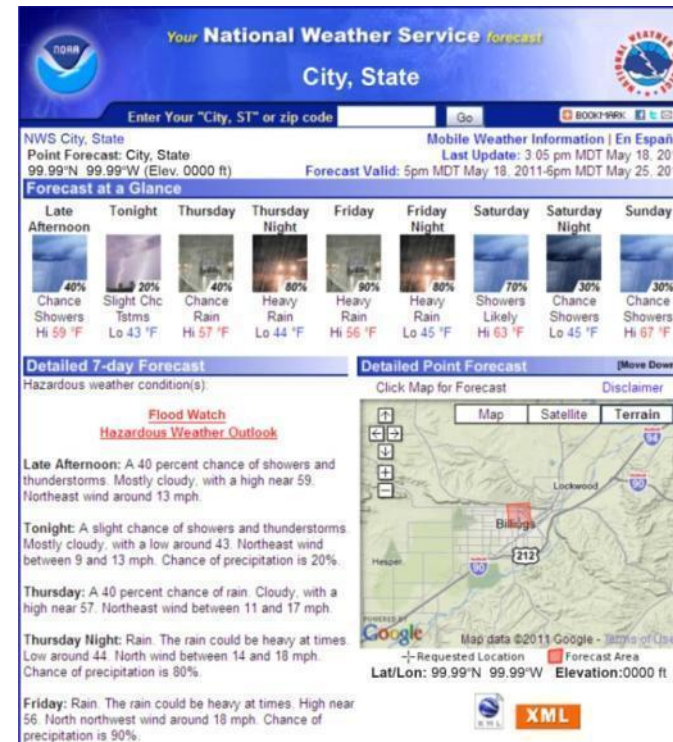 NOAA
Your National Weather Service forecast
City, State
Enter Your "City, ST" or zip code
Go
BOOKMARK
NWS City, State
Mobile Weather Information | En Españ
Point Forecast: City, State
Last Update: 3:05 pm MDT May 18, 201
99.99°N 99.99°W (Elev. 0000 ft)
Forecast Valid: 5pm MDT May 18, 2011-6pm MDT May 25, 201
Forecast at a Glance
Late Afternoon
Tonight
Thursday
Thursday Night
Friday
Friday Night
Saturday
Saturday Night
Sunday
40% 20% 40% 80% 90% 80% 70% 30% 30%
Chance Slight Chc Chance Heavy Heavy Heavy Showers Chance Chance
Showers Tstms Rain Rain Rain Rain Likely Showers Showers
Hi 59 °F Lo 43 °F Hi 57 °F Lo 44 °F Hi 56 °F Lo 45 °F Hi 63 °F Lo 45 °F Hi 67 °F
Detailed 7-day Forecast
Hazardous weather condition(s):
Flood Watch
Hazardous Weather Outlook
Late Afternoon: A 40 percent chance of showers and
thunderstorms. Mostly cloudy, with a high near 59.
Northeast wind around 13 mph.
Tonight: A slight chance of showers and thunderstorms.
Mostly cloudy, with a low around 43. Northeast wind
between 9 and 13 mph. Chance of precipitation is 20%.
Thursday: A 40 percent chance of rain. Cloudy, with a
high near 57. Northeast wind between 11 and 17 mph.
Thursday Night: Rain. The rain could be heavy at times.
Low around 44. North wind between 14 and 18 mph.
Chance of precipitation is 80%.
Friday: Rain. The rain could be heavy at times. High near
56. North northwest wind around 18 mph. Chance of
precipitation is 90%.
Detailed Point Forecast
[Move Down
Click Map for Forecast
Disclaimer
Map
Satellite
Terrain
94
Lockwood
90
Billings
212
Hesper
90
POWERED BY
Google
Map data ©2011 Google - Terms of Use
Requested Location
Forecast Area
Lat/Lon: 99.99°N 99.99°W Elevation:0000 ft
KML
XML